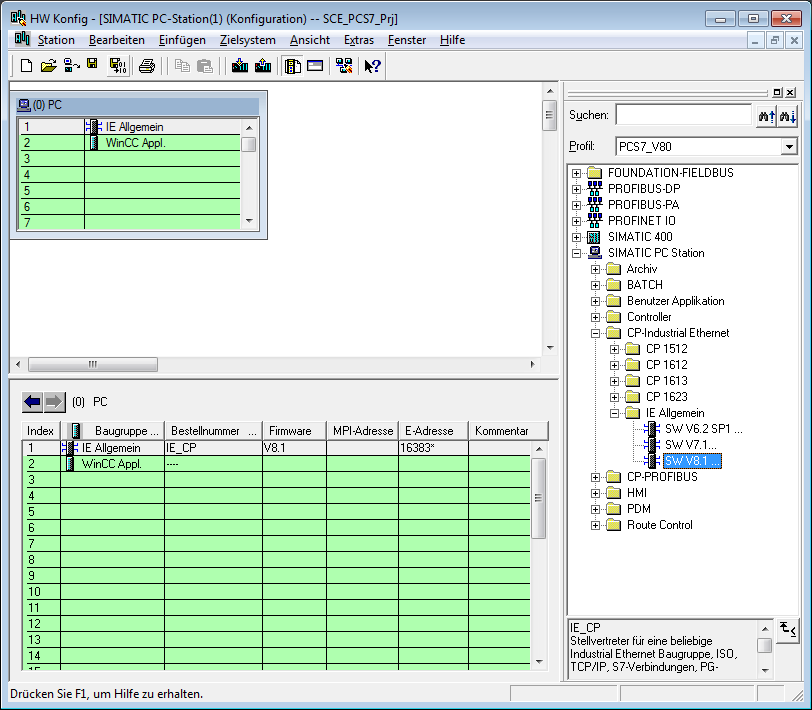 HW Konfig - [SIMATIC PC-Station(1) (Konfiguration) -- SCE_PCS7_Prj]
Station Bearbeiten Einfügen Zielsystem Ansicht Extras Fenster Hilfe
(0) PC
1 IE Allgemein
2 WinCC Appl.
3
4
5
6
7
Suchen:
Profil: PCS7_V80
FOUNDATION-FIELDBUS
PROFIBUS-DP
PROFIBUS-PA
PROFINET IO
SIMATIC 400
SIMATIC PC Station
Archiv
BATCH
Benutzer Applikation
Controller
CP-Industrial Ethernet
CP 1512
CP 1612
CP 1613
CP 1623
IE Allgemein
SW V6.2 SP1 ...
SW V7.1...
SW V8.1 ...
CP-PROFIBUS
HMI
PDM
Route Control
(0) PC
Index Baugruppe ... Bestellnummer ... Firmware MPI-Adresse E-Adresse Kommentar
1 IE Allgemein IE_CP V8.1 16383*
2 WinCC Appl. ----
3
4
5
6
7
8
9
10
11
12
13
14
IE_CP
Stellvertreter für eine beliebige
Industrial Ethernet Baugruppe, ISO,
TCP/IP, S7-Verbindungen, PG-
Drücken Sie F1, um Hilfe zu erhalten.